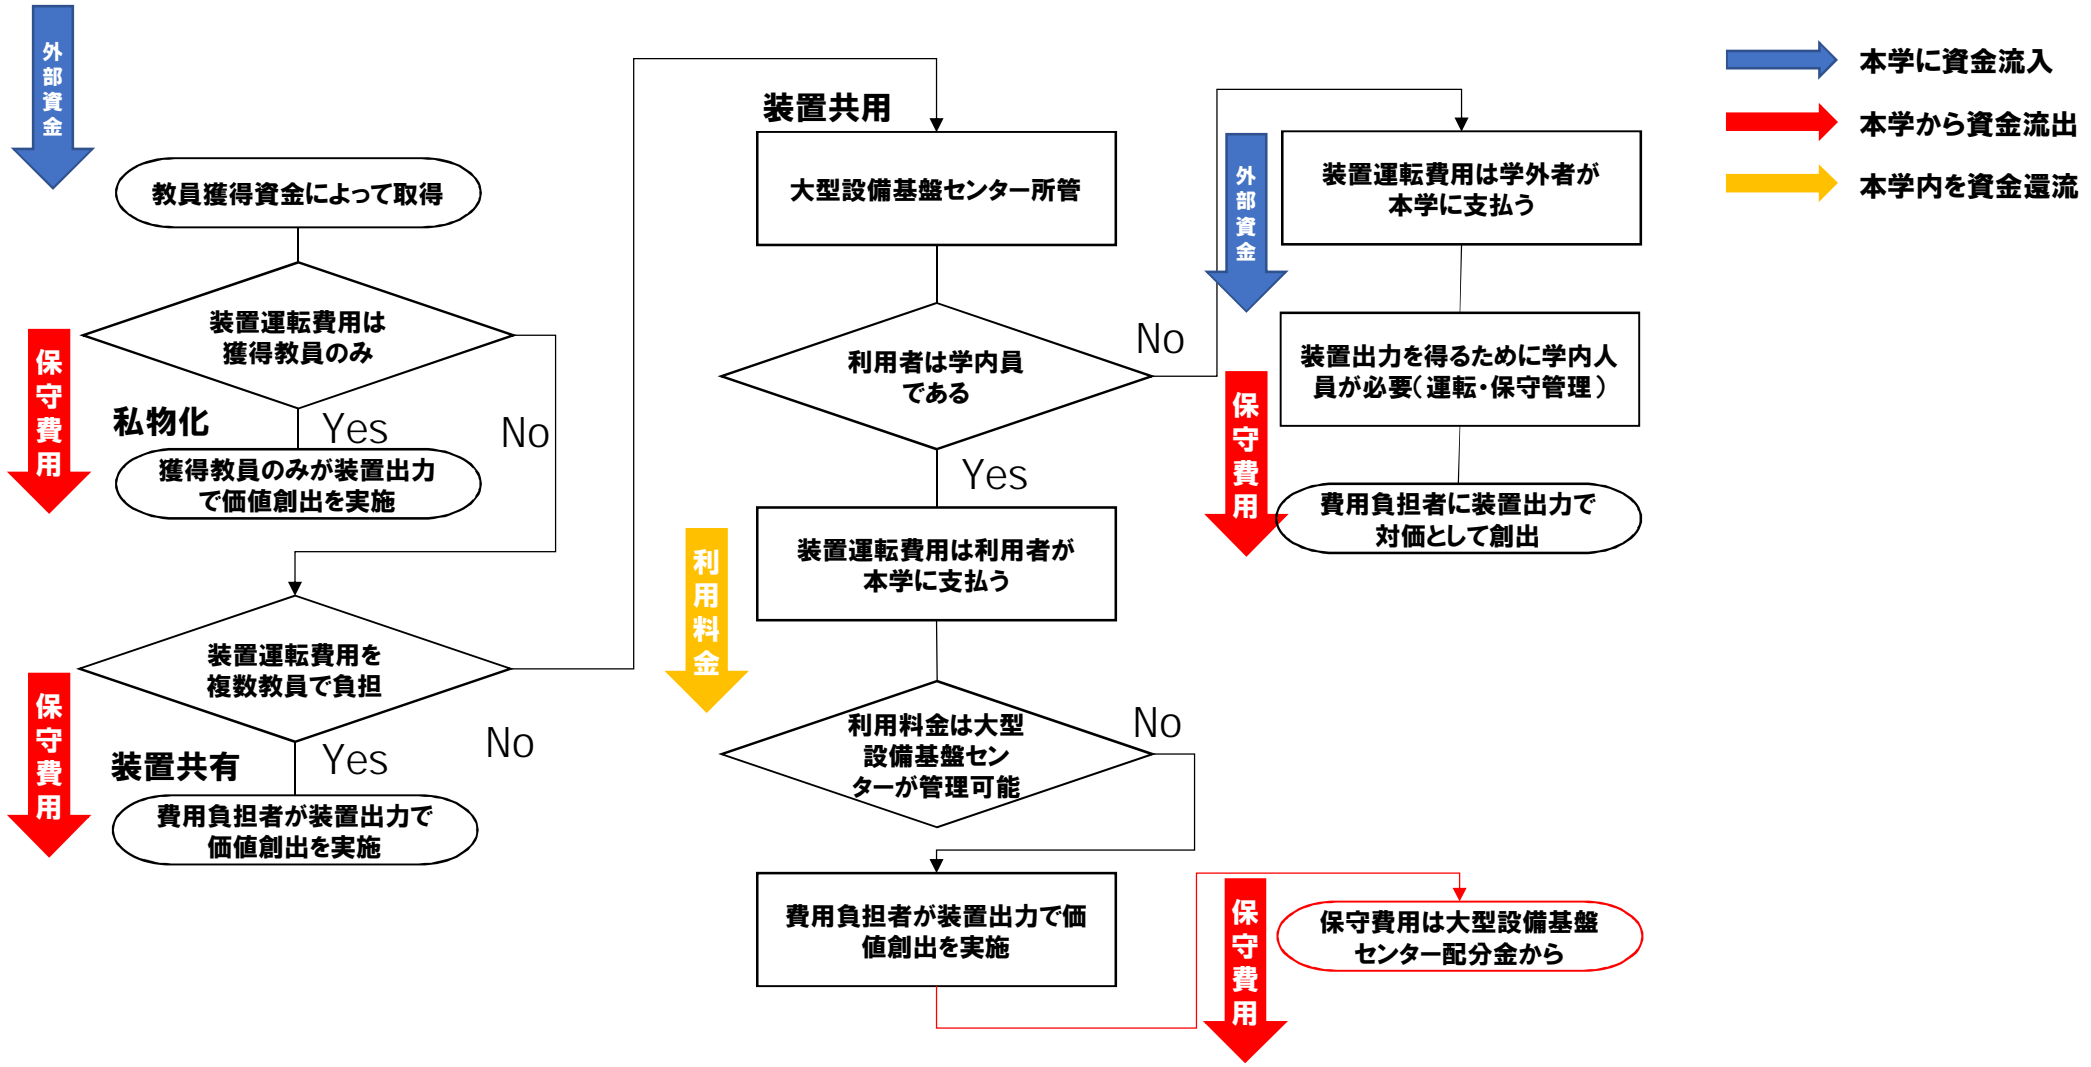 外部資金
教員獲得資金によって取得
装置運転費用は
獲得教員のみ
保守費用
私物化
Yes
No
獲得教員のみが装置出力
で価値創出を実施
装置運転費用を
複数教員で負担
保守費用
装置共有
Yes
No
費用負担者が装置出力で
価値創出を実施
装置共用
大型設備基盤センター所管
利用者は学内員
である
No
Yes
装置運転費用は利用者が
本学に支払う
利用料金
利用料金は大型
設備基盤セン
ターが管理可能
No
費用負担者が装置出力で価
値創出を実施
外部資金
装置運転費用は学外者が
本学に支払う
装置出力を得るために学内人
員が必要(運転・保守管理)
保守費用
費用負担者に装置出力で
対価として創出
保守費用
保守費用は大型設備基盤
センター配分金から
本学に資金流入
本学から資金流出
本学内を資金還流